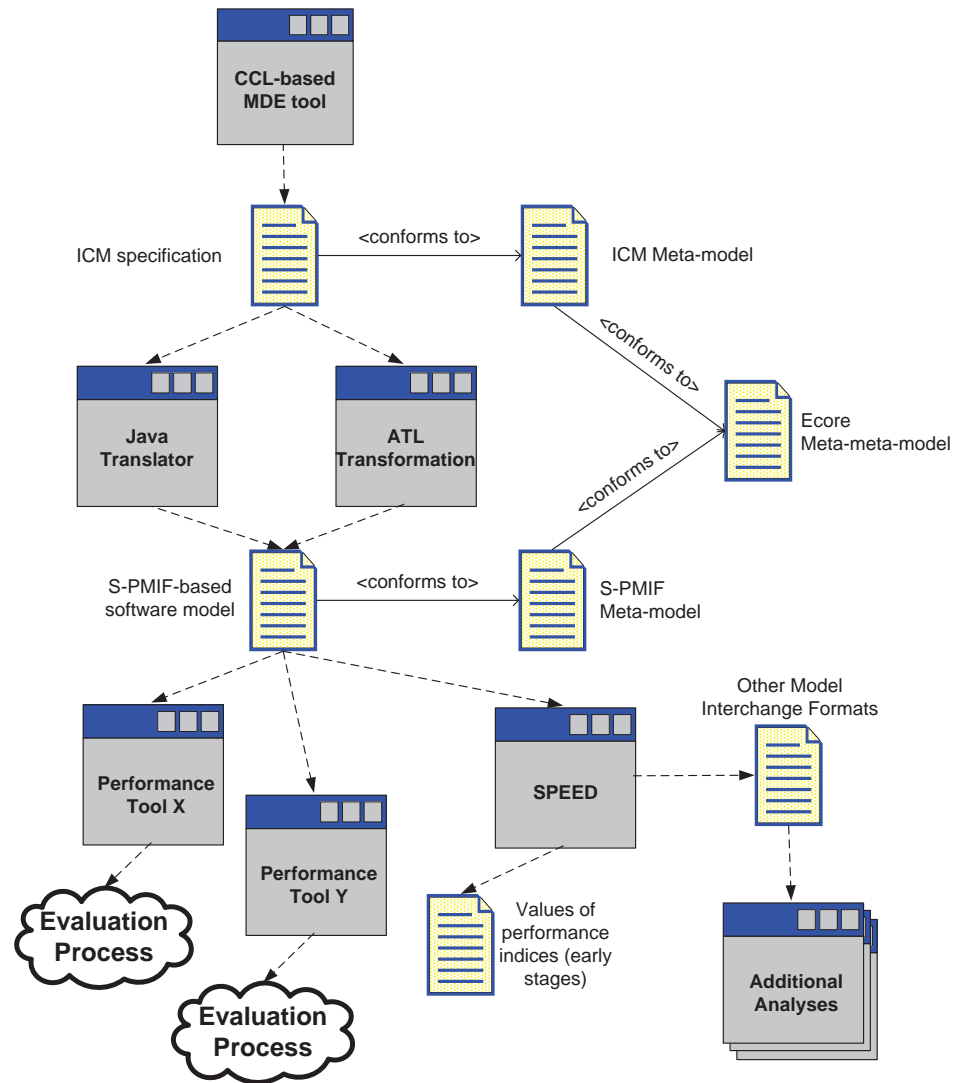 CCL-based
MDE tool
ICM specification
<conforms to>
ICM Meta-model
<conforms to>
Java
Translator
ATL
Transformation
Ecore
Meta-meta-model
<conforms to>
S-PMIF-based
software model
<conforms to>
S-PMIF
Meta-model
Other Model
Interchange Formats
Performance
Tool X
SPEED
Performance
Tool Y
Evaluation
Process
Values of
performance
indices (early
stages)
Additional
Analyses
Evaluation
Process